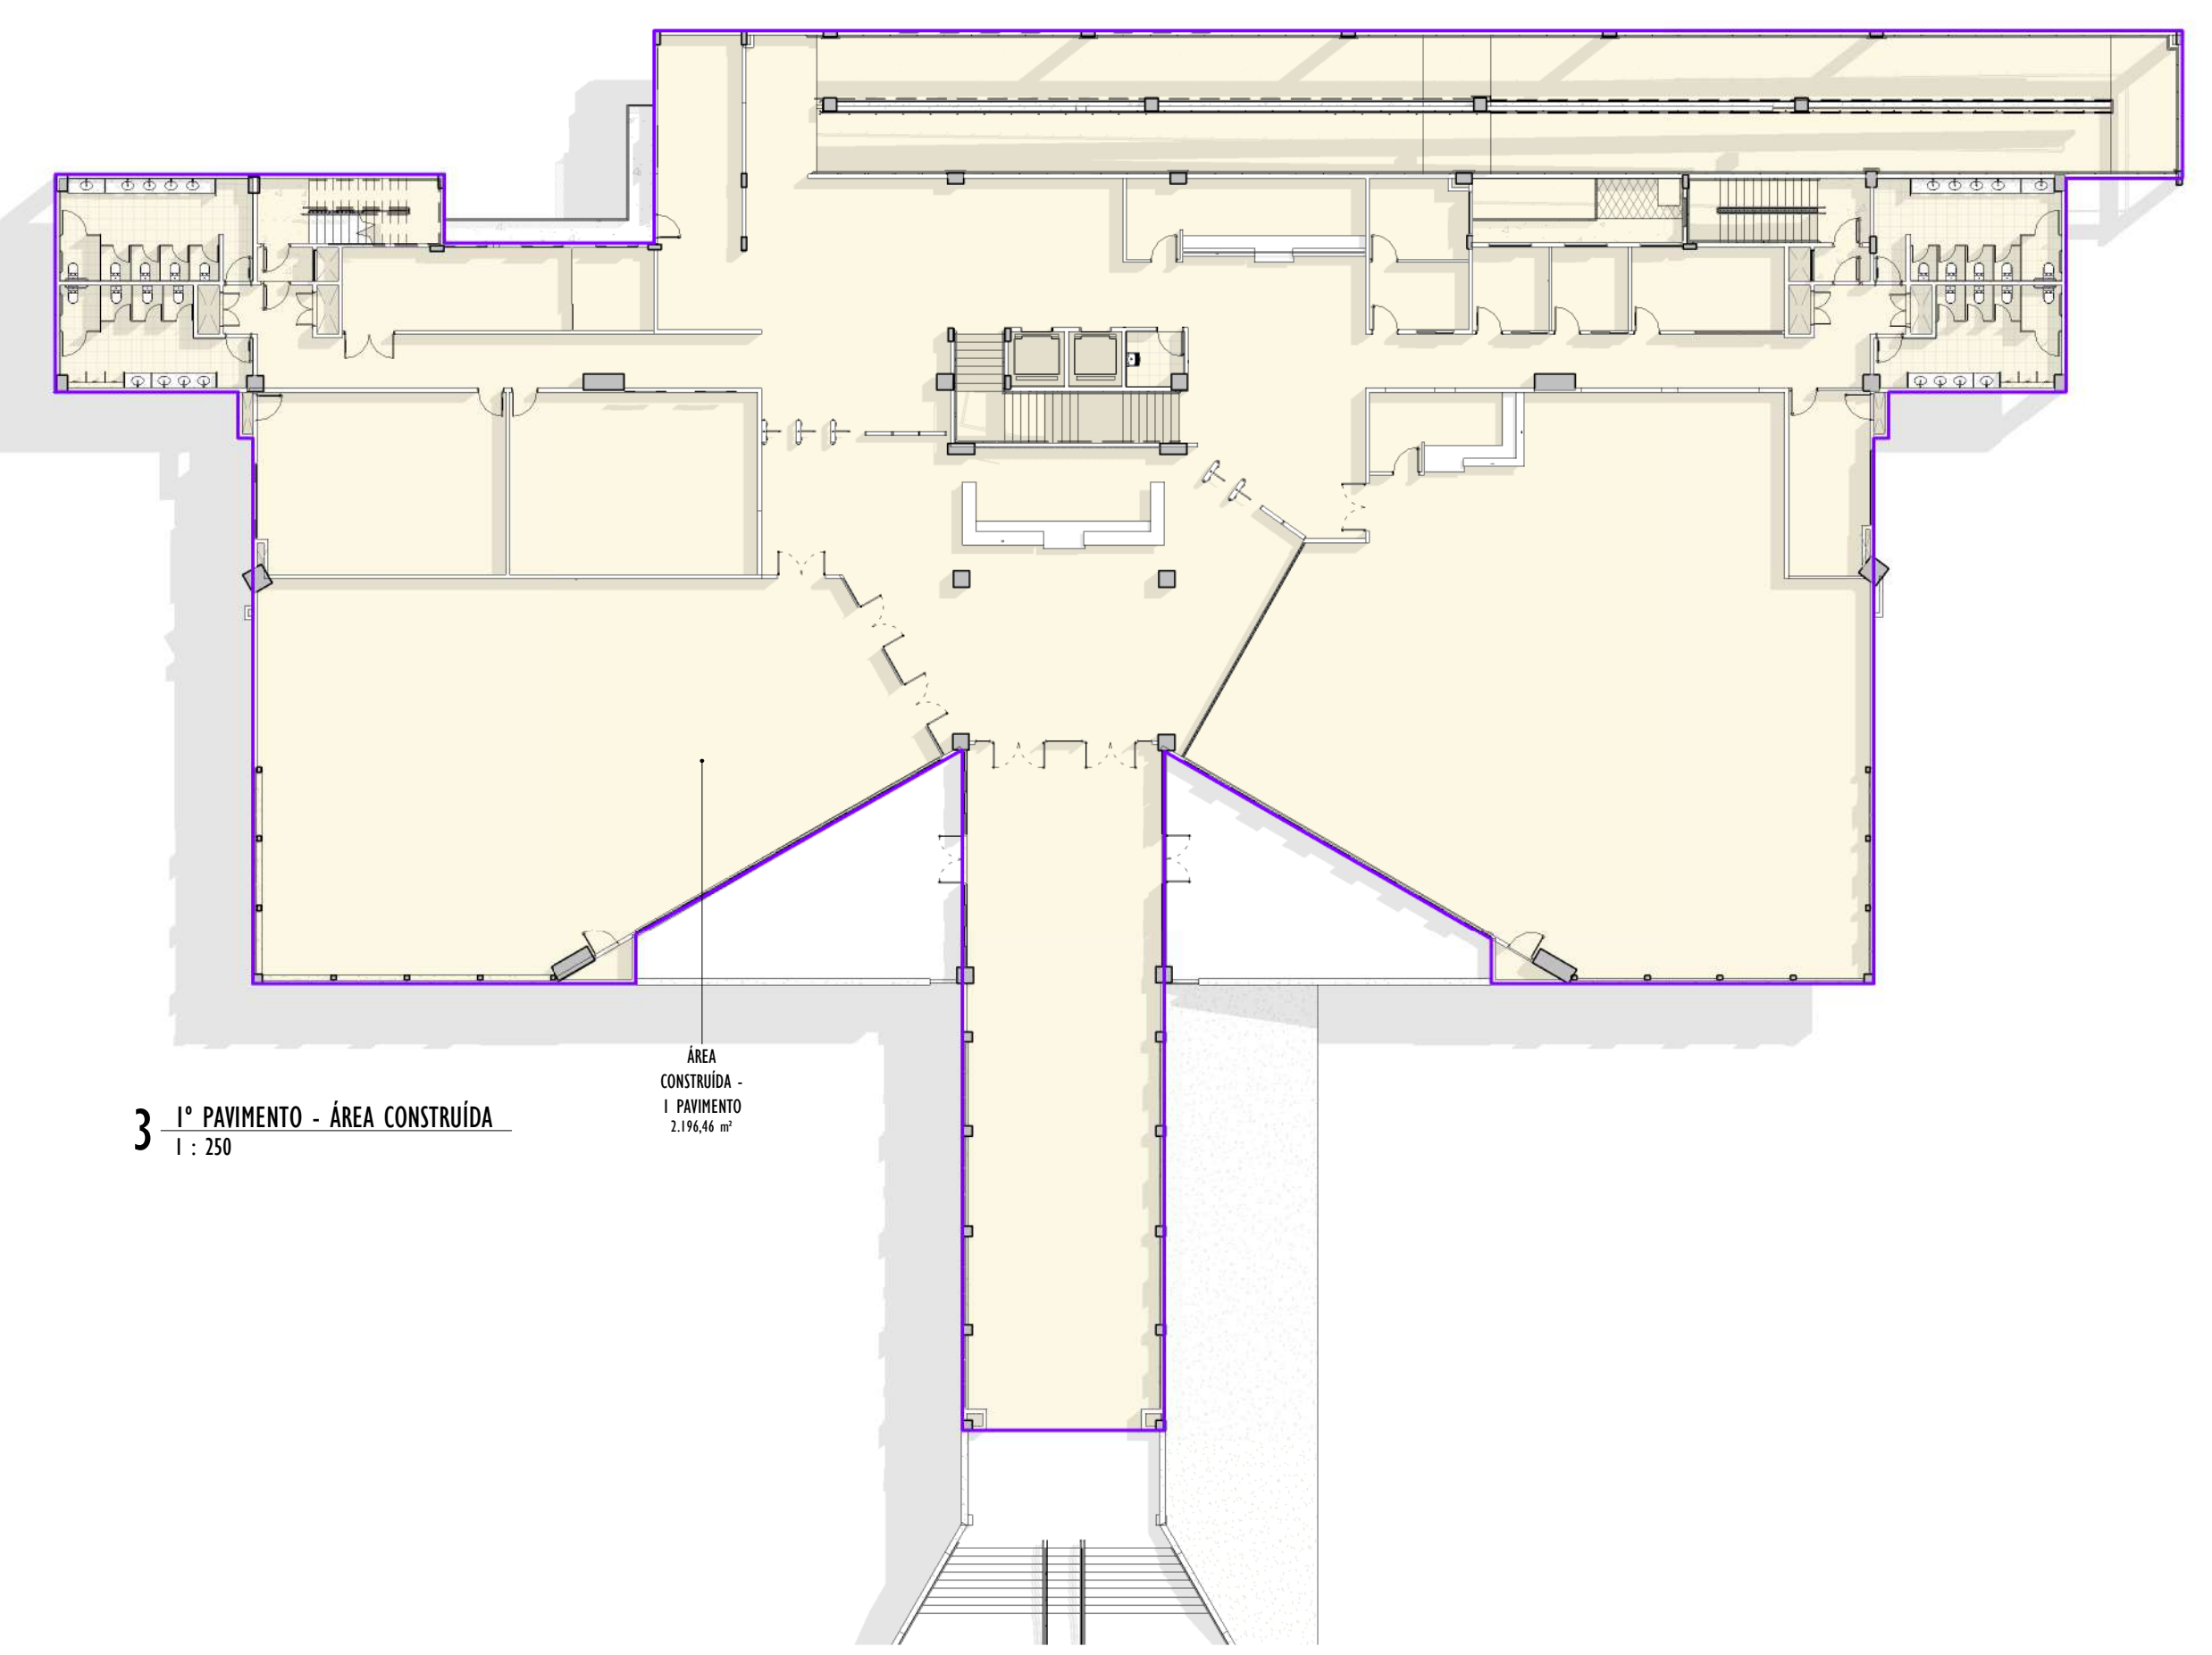 ÁREA
CONSTRUÍDA -
1 PAVIMENTO
2.196,46 m²
3 1º PAVIMENTO - ÁREA CONSTRUÍDA
1 : 250